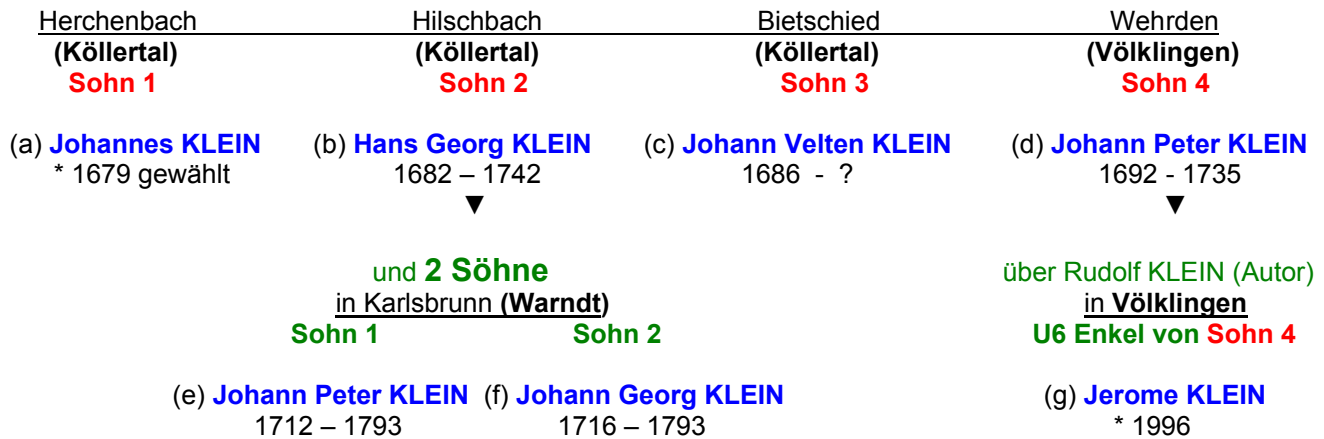 Herchenbach Hilschbach Bietschied Wehrden
(Köllertal) (Köllertal) (Köllertal) (Völklingen)
Sohn 1 Sohn 2 Sohn 3 Sohn 4
(a) Johannes KLEIN (b) Hans Georg KLEIN (c) Johann Velten KLEIN (d) Johann Peter KLEIN
* 1679 gewählt 1682 – 1742 1686 - ? 1692 - 1735
▼ ▼
und 2 Söhne über Rudolf KLEIN (Autor)
in Karlsbrunn (Warndt) in Völklingen
Sohn 1 Sohn 2 U6 Enkel von Sohn 4
(e) Johann Peter KLEIN (f) Johann Georg KLEIN (g) Jerome KLEIN
1712 – 1793 1716 – 1793 * 1996